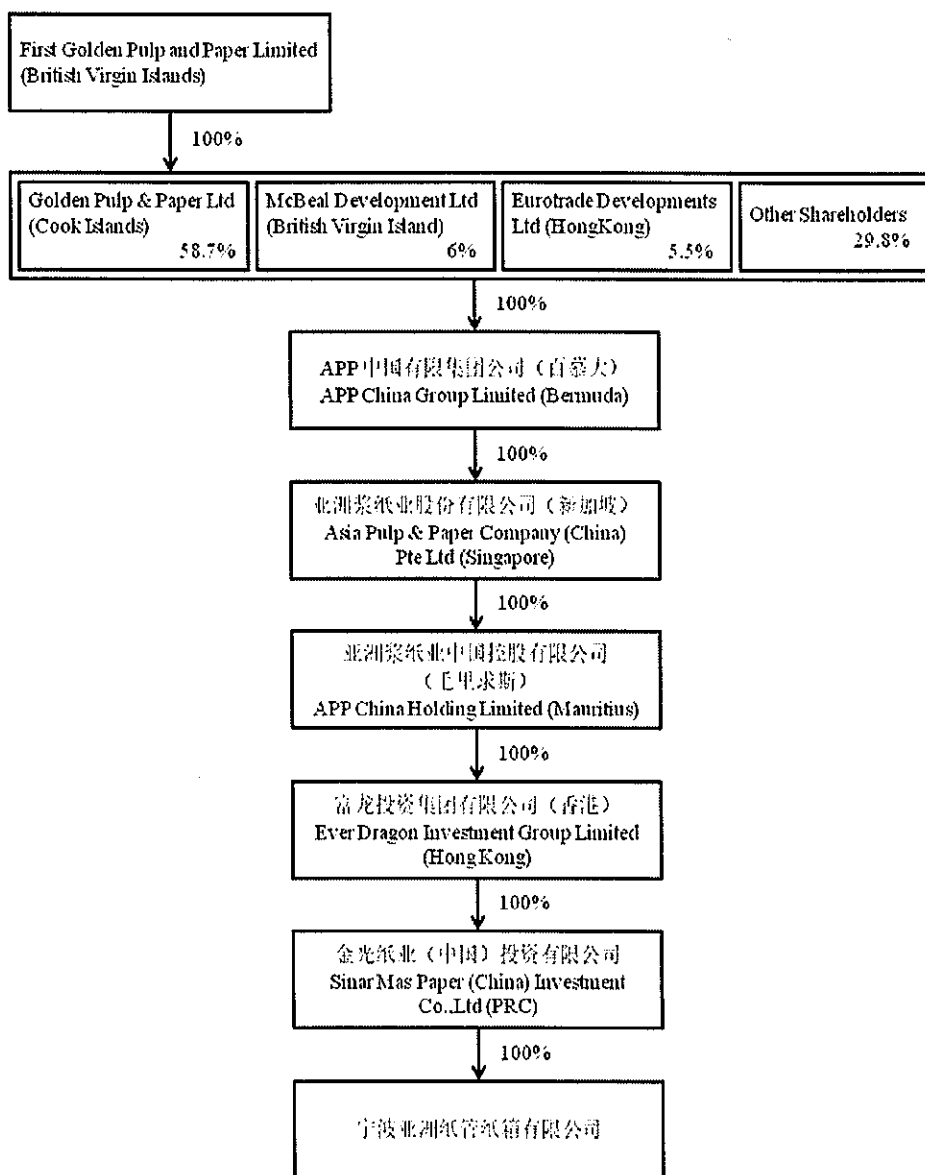 First Golden Pulp and Paper Limited
(British Virgin Islands)
100%
Golden Pulp & Paper Ltd
(Cook Islands)
58.7%
McBeal Development Ltd
(British Virgin Island)
6%
Eurotrade Developments
Ltd (HongKong)
5.5%
Other Shareholders
29.8%
100%
APP 中国有限集团公司（百慕大）
APP China Group Limited (Bermuda)
100%
亚洲浆纸业股份有限公司（新加坡）
Asia Pulp & Paper Company (China)
Pte Ltd (Singapore)
100%
亚洲浆纸业中国控股有限公司
（毛里求斯）
APP China Holding Limited (Mauritius)
100%
富龙投资集团有限公司（香港）
Ever Dragon Investment Group Limited
(Hong Kong)
100%
金光纸业（中国）投资有限公司
Sinar Mas Paper (China) Investment
Co.,Ltd (PRC)
100%
宁波亚洲纸管纸箱有限公司